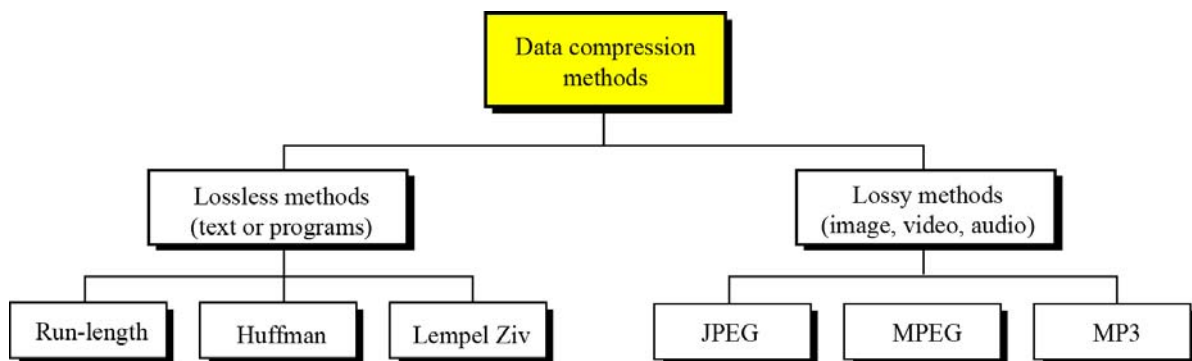 Data compression
methods
Lossless methods
(text or programs)
Lossy methods
(image, video, audio)
Run-length
Huffman
Lempel Ziv
JPEG
MPEG
MP3